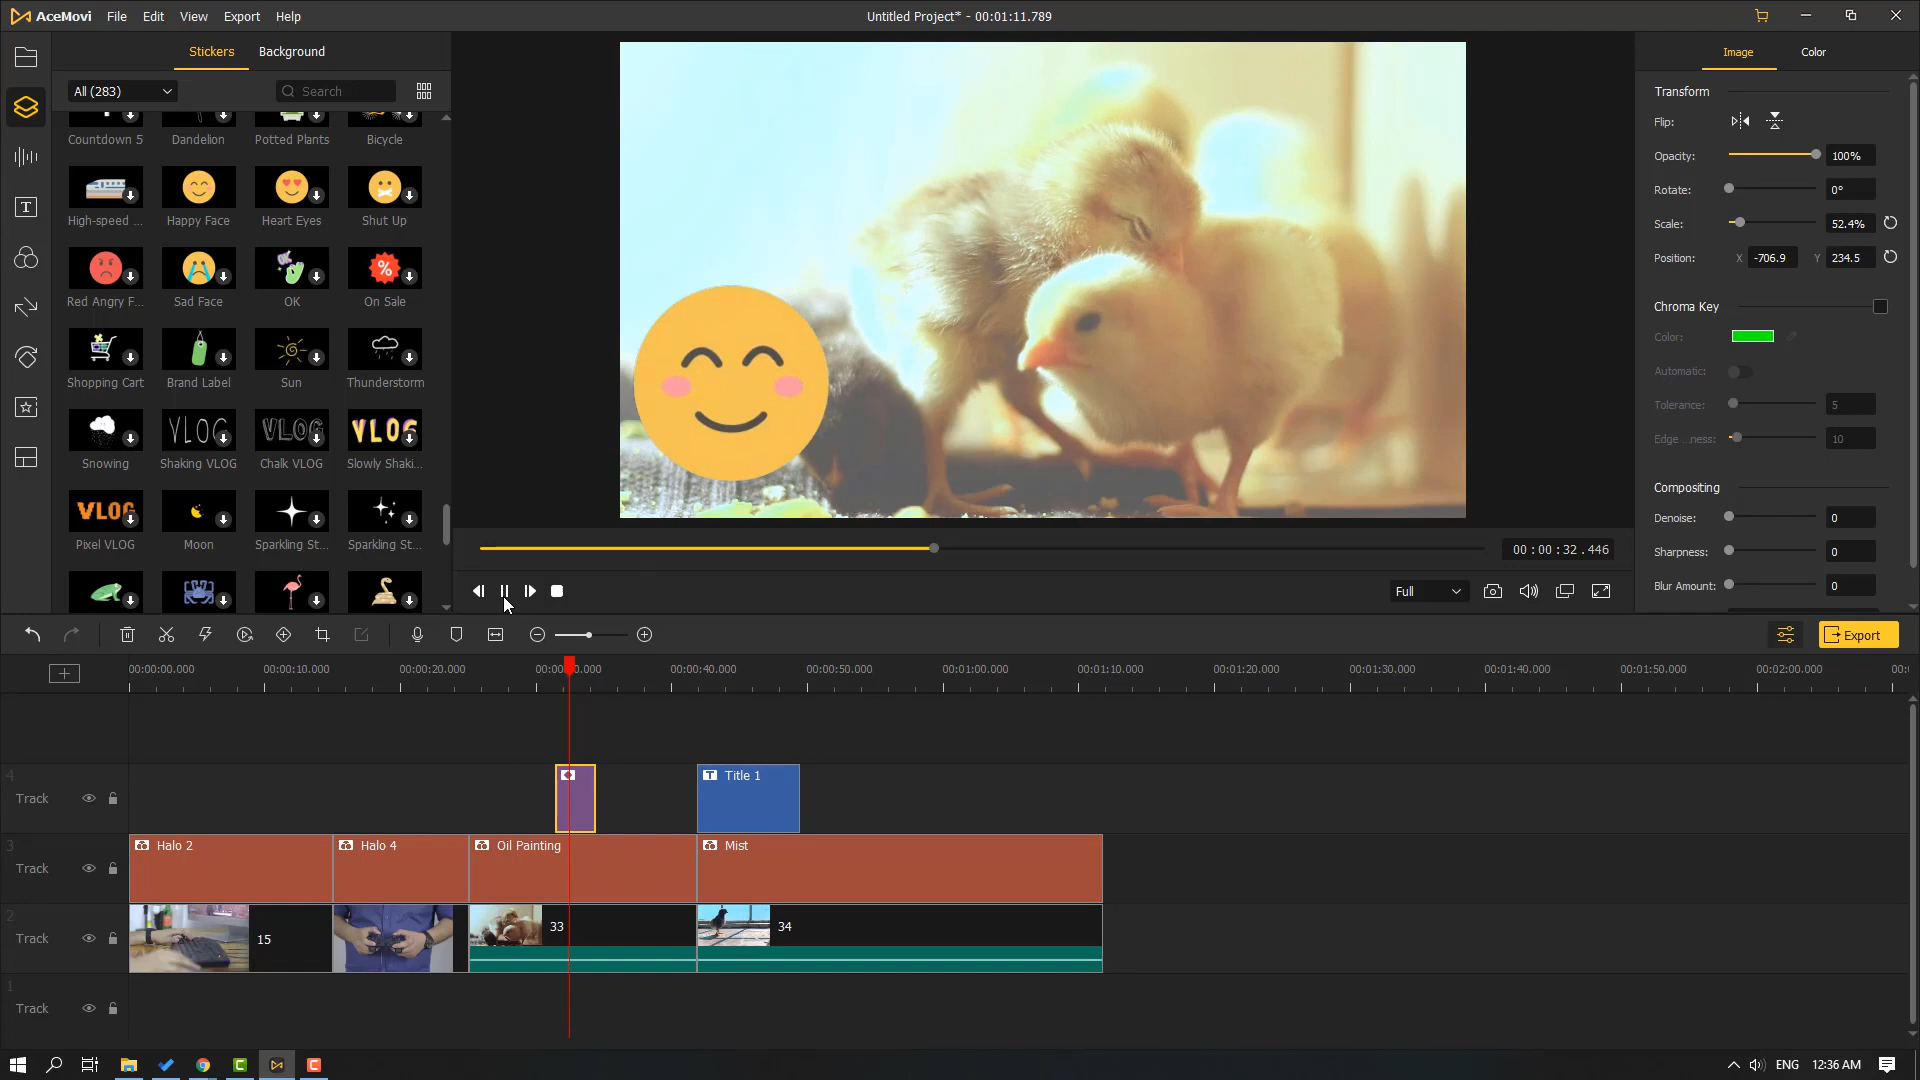 AceMovi File Edit View Export Help Untitled Project* - 00:01:11.789
Stickers Background
All (283) Search
Countdown 5 Dandelion Potted Plants Bicycle
High-speed ... Happy Face Heart Eyes Shut Up
Red Angry F... Sad Face OK On Sale
Shopping Cart Brand Label Sun Thunderstorm
VLOG VLOG VLOG
Snowing Shaking VLOG Chalk VLOG Slowly Shaki...
VLOG
Pixel VLOG Moon Sparkling St... Sparkling St...
Image Color
Transform
Flip:
Opacity: 100%
Rotate: 0°
Scale: 52.4%
Position: X -706.9 Y 234.5
Chroma Key
Color:
Automatic:
Tolerance: 5
Edge ...ness: 10
Compositing
Denoise: 0
Sharpness: 0
Blur Amount: 0
00 : 00 : 32 . 446
Full
Export
00:00:00.000 00:00:10.000 00:00:20.000 00:00:40.000 00:00:50.000 00:01:00.000 00:01:10.000 00:01:20.000 00:01:30.000 00:01:40.000 00:01:50.000 00:02:00.000
4
Track Title 1
3
Track Halo 2 Halo 4 Oil Painting Mist
2
Track 15 33 34
1
Track
ENG 12:36 AM